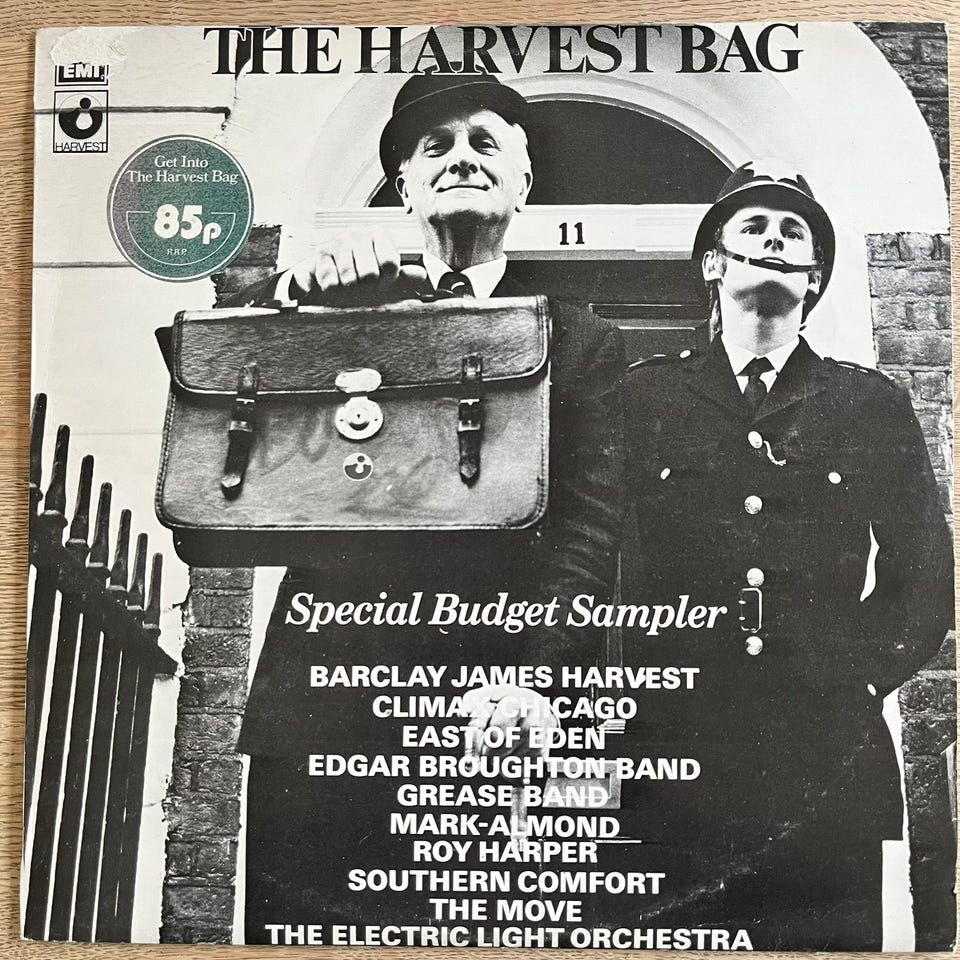 THE HARVEST BAG
EMI
HARVEST
Get Into
The Harvest Bag
85p
R.R.P.
11
Special Budget Sampler
BARCLAY JAMES HARVEST
CLIMAX CHICAGO
EAST OF EDEN
EDGAR BROUGHTON BAND
GREASE BAND
MARK-ALMOND
ROY HARPER
SOUTHERN COMFORT
THE MOVE
THE ELECTRIC LIGHT ORCHESTRA